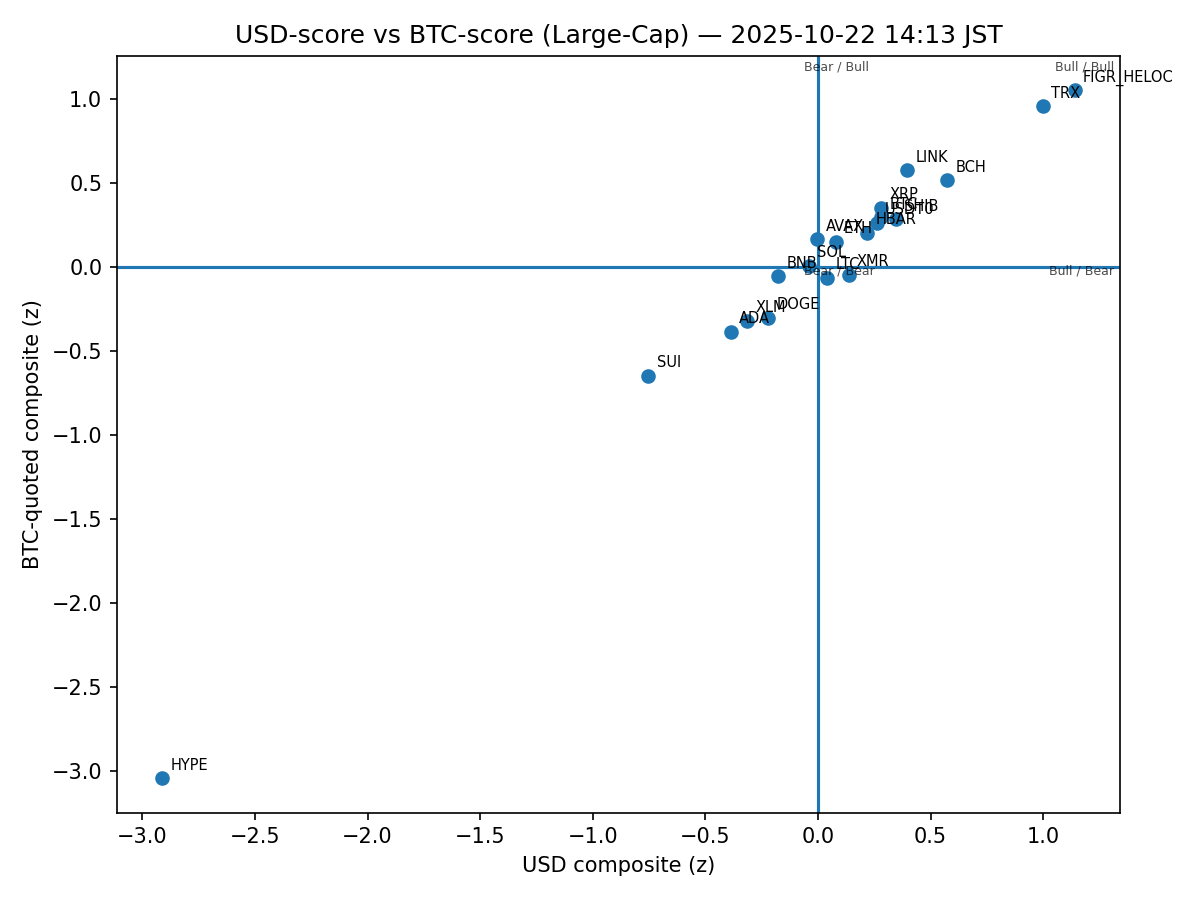 USD-score vs BTC-score (Large-Cap) — 2025-10-22 14:13 JST
Bear / Bull
Bull / Bull
FIGR_HELOC
TRX
LINK
BCH
XRP
SHIB
USDT0
HBAR
AVAX
ETH
SOL
BNB
LTC
XMR
Bear / Bear
Bull / Bear
DOGE
XLM
ADA
SUI
HYPE
1.0
0.5
0.0
−0.5
−1.0
−1.5
−2.0
−2.5
−3.0
BTC-quoted composite (z)
−3.0 −2.5 −2.0 −1.5 −1.0 −0.5 0.0 0.5 1.0
USD composite (z)